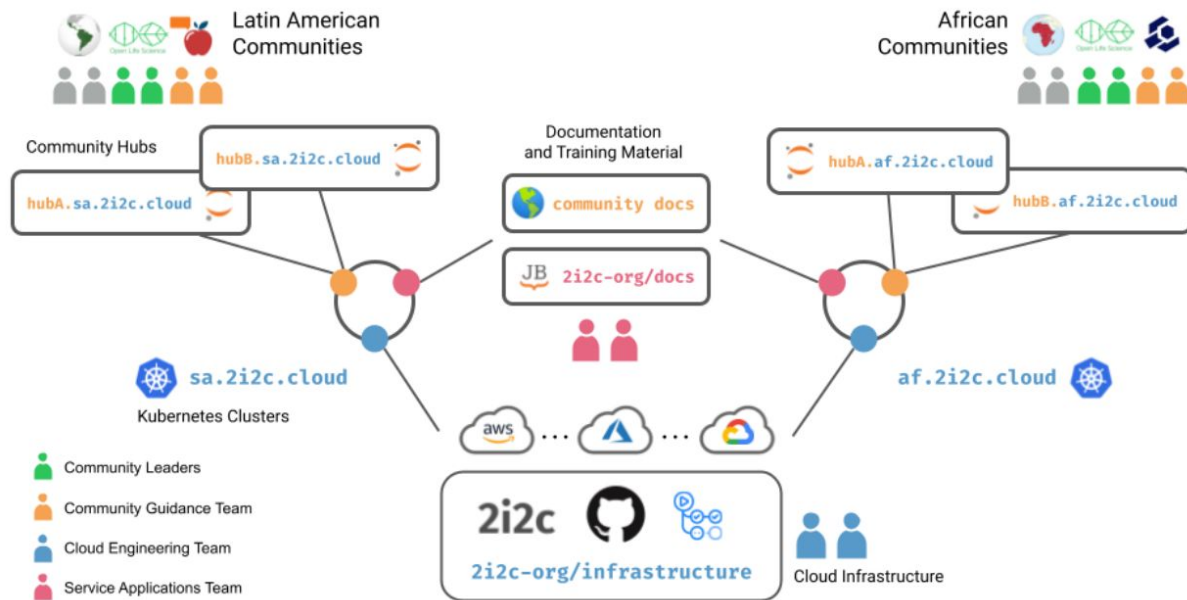 Latin American
Communities
African
Communities
Open Life Science
Open Life Science
Community Hubs
hubB.sa.2i2c.cloud
hubA.sa.2i2c.cloud
Documentation
and Training Material
community docs
JB
2i2c-org/docs
hubA.af.2i2c.cloud
hubB.af.2i2c.cloud
sa.2i2c.cloud
Kubernetes Clusters
af.2i2c.cloud
aws
...
...
Community Leaders
Community Guidance Team
Cloud Engineering Team
Service Applications Team
2i2c
2i2c-org/infrastructure
Cloud Infrastructure